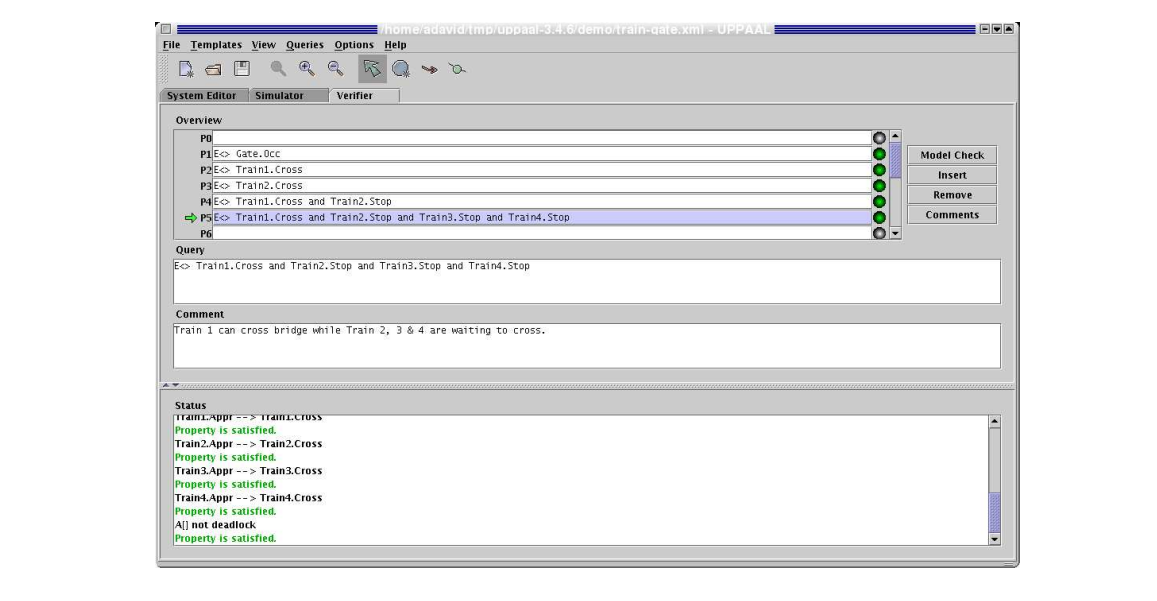 /home/adavid/tmp/uppaal-3.4.6/demo/train-gate.xml - UPPAAL
File Templates View Queries Options Help
System Editor Simulator Verifier
Overview
P0
P1 E<> Gate.Occ
Model Check
P2 E<> Train1.Cross
Insert
P3 E<> Train2.Cross
Remove
P4 E<> Train1.Cross and Train2.Stop
P5 E<> Train1.Cross and Train2.Stop and Train3.Stop and Train4.Stop
Comments
P6
Query
E<> Train1.Cross and Train2.Stop and Train3.Stop and Train4.Stop
Comment
Train 1 can cross bridge while Train 2, 3 & 4 are waiting to cross.
Status
Train1.Appr --> Train1.Cross
Property is satisfied.
Train2.Appr --> Train2.Cross
Property is satisfied.
Train3.Appr --> Train3.Cross
Property is satisfied.
Train4.Appr --> Train4.Cross
Property is satisfied.
A[] not deadlock
Property is satisfied.